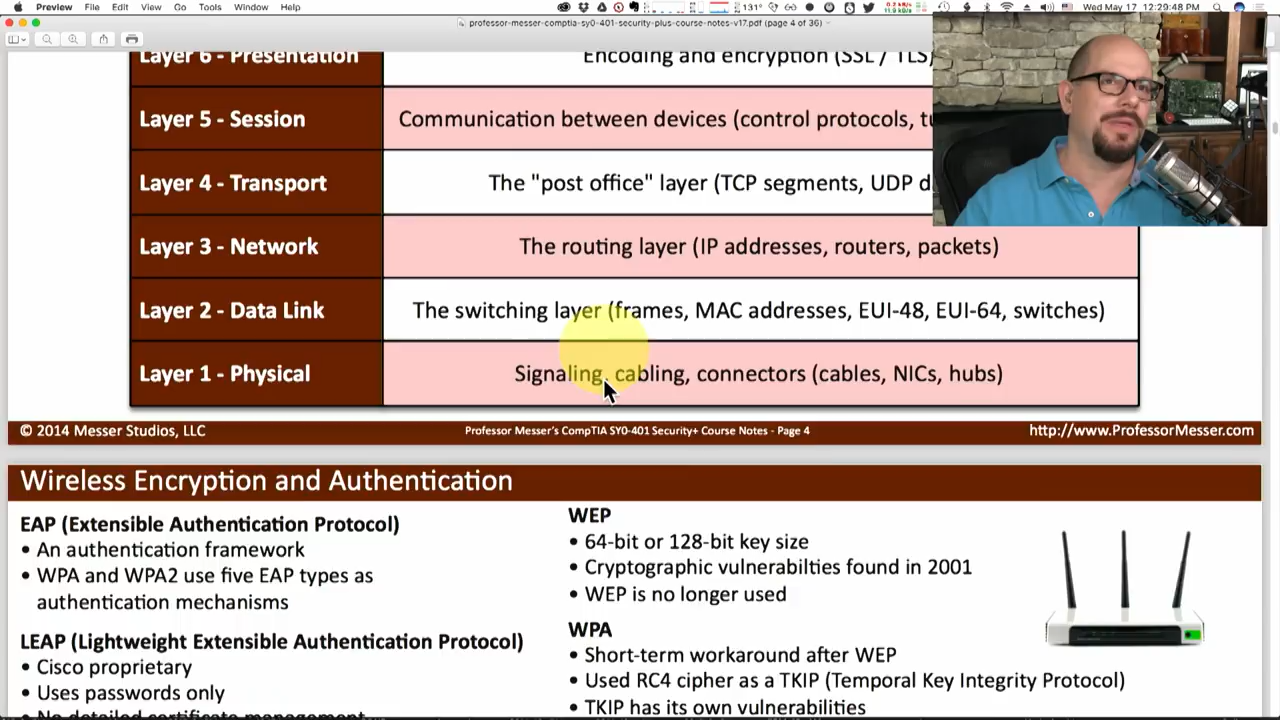 Preview File Edit View Go Tools Window Help 131° Wed May 17 12:29:48 PM
professor-messer-comptia-sy0-401-security-plus-course-notes-v17.pdf (page 4 of 36)
Layer 6 - Presentation
Encoding and encryption (SSL / TLS)
Layer 5 - Session
Communication between devices (control protocols,
Layer 4 - Transport
The "post office" layer (TCP segments, UDP
Layer 3 - Network
The routing layer (IP addresses, routers, packets)
Layer 2 - Data Link
The switching layer (frames, MAC addresses, EUI-48, EUI-64, switches)
Layer 1 - Physical
Signaling, cabling, connectors (cables, NICs, hubs)
© 2014 Messer Studios, LLC
Professor Messer's CompTIA SY0-401 Security+ Course Notes - Page 4
http://www.ProfessorMesser.com
Wireless Encryption and Authentication
EAP (Extensible Authentication Protocol)
• An authentication framework
• WPA and WPA2 use five EAP types as
authentication mechanisms
LEAP (Lightweight Extensible Authentication Protocol)
• Cisco proprietary
• Uses passwords only
• No detailed certificate management
WEP
• 64-bit or 128-bit key size
• Cryptographic vulnerabilties found in 2001
• WEP is no longer used
WPA
• Short-term workaround after WEP
• Used RC4 cipher as a TKIP (Temporal Key Integrity Protocol)
• TKIP has its own vulnerabilities